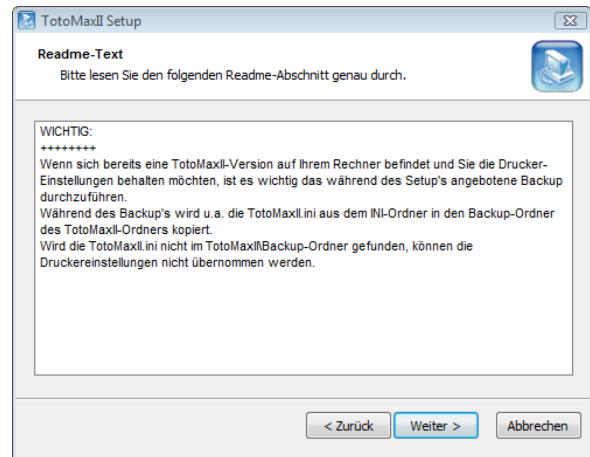 TotoMaxII Setup
Readme-Text
Bitte lesen Sie den folgenden Readme-Abschnitt genau durch.
WICHTIG:
++++++++
Wenn sich bereits eine TotoMaxII-Version auf Ihrem Rechner befindet und Sie die Drucker-
Einstellungen behalten möchten, ist es wichtig das während des Setup's angebotene Backup
durchzuführen.
Während des Backup's wird u.a. die TotoMaxII.ini aus dem INI-Ordner in den Backup-Ordner
des TotoMaxII-Ordners kopiert.
Wird die TotoMaxII.ini nicht im TotoMaxII\Backup-Ordner gefunden, können die
Druckereinstellungen nicht übernommen werden.
< Zurück Weiter > Abbrechen